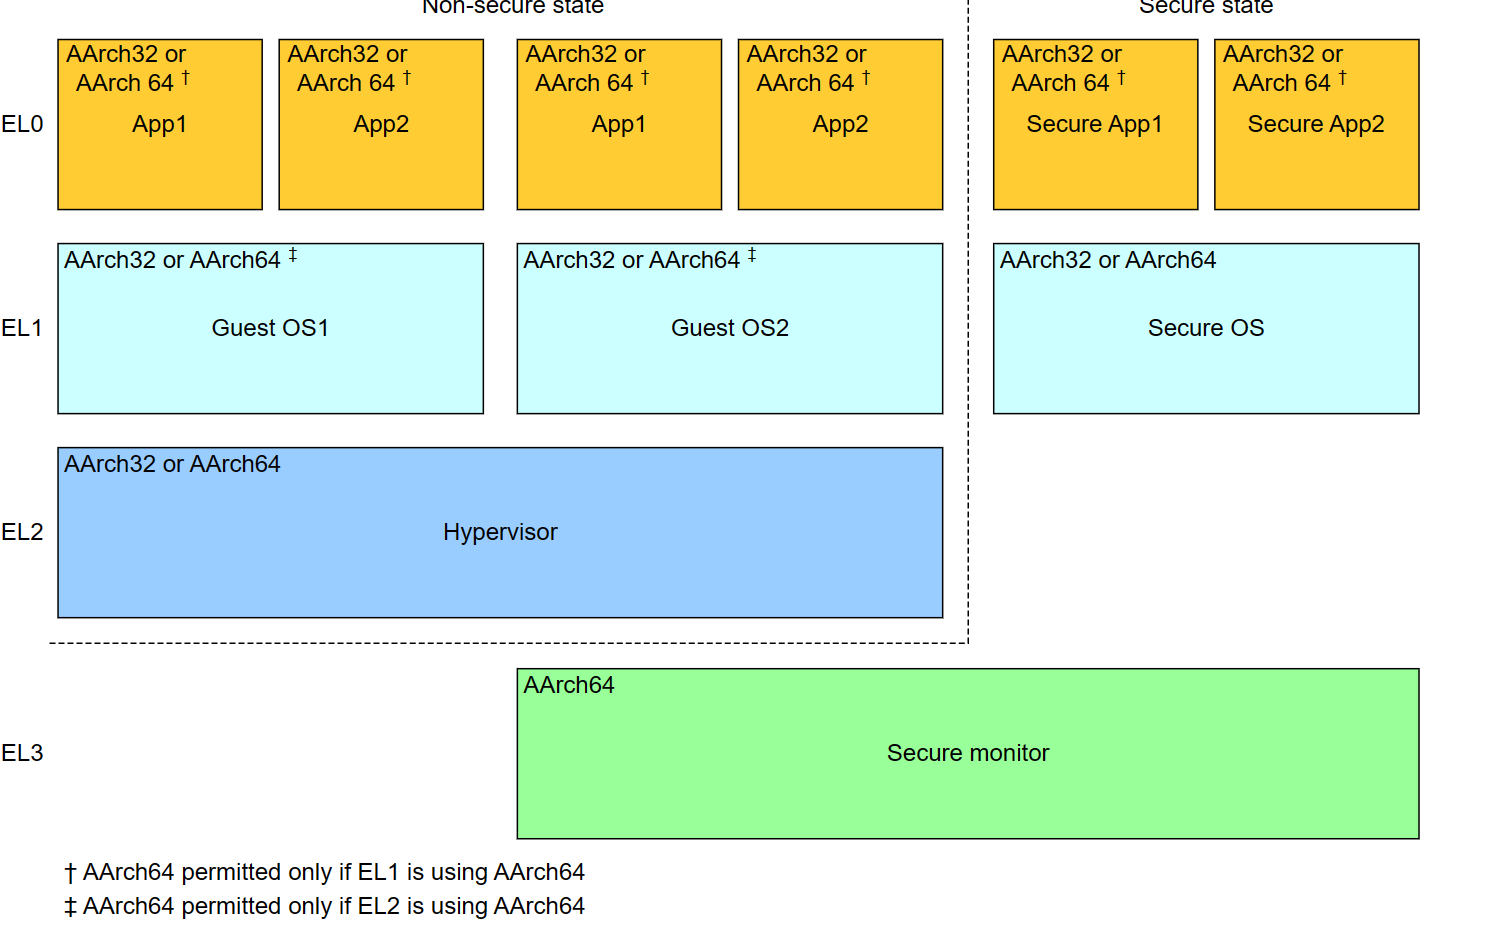 Non-secure state
Secure state
AArch32 or
AArch 64 †
App1
AArch32 or
AArch 64 †
App2
AArch32 or
AArch 64 †
App1
AArch32 or
AArch 64 †
App2
AArch32 or
AArch 64 †
Secure App1
AArch32 or
AArch 64 †
Secure App2
EL0
AArch32 or AArch64 ‡
Guest OS1
AArch32 or AArch64 ‡
Guest OS2
AArch32 or AArch64
Secure OS
EL1
AArch32 or AArch64
Hypervisor
EL2
AArch64
Secure monitor
EL3
† AArch64 permitted only if EL1 is using AArch64
‡ AArch64 permitted only if EL2 is using AArch64